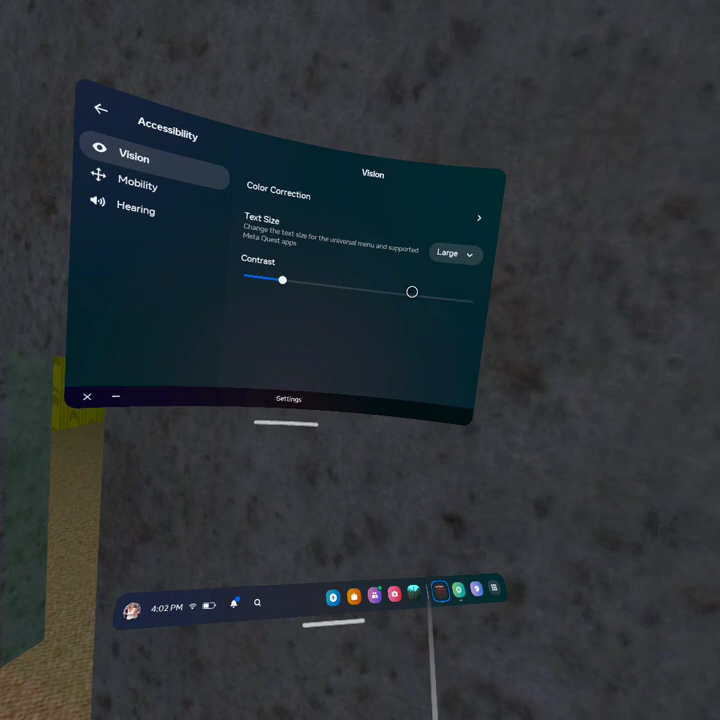 Accessibility
Vision
Mobility
Hearing
Vision
Color Correction
Text Size
Change the text size for the universal menu and supported
Meta Quest apps
Large
Contrast
Settings
4:02 PM